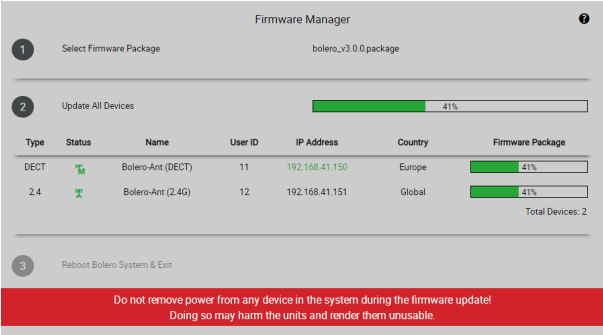 Firmware Manager ?
1 Select Firmware Package bolero_v3.0.0.package
2 Update All Devices 41%
Type Status Name User ID IP Address Country Firmware Package
DECT M Bolero-Ant (DECT) 11 192.168.41.150 Europe 41%
2.4 Bolero-Ant (2.4G) 12 192.168.41.151 Global 41%
Total Devices: 2
3 Reboot Bolero System & Exit
Do not remove power from any device in the system during the firmware update!
Doing so may harm the units and render them unusable.